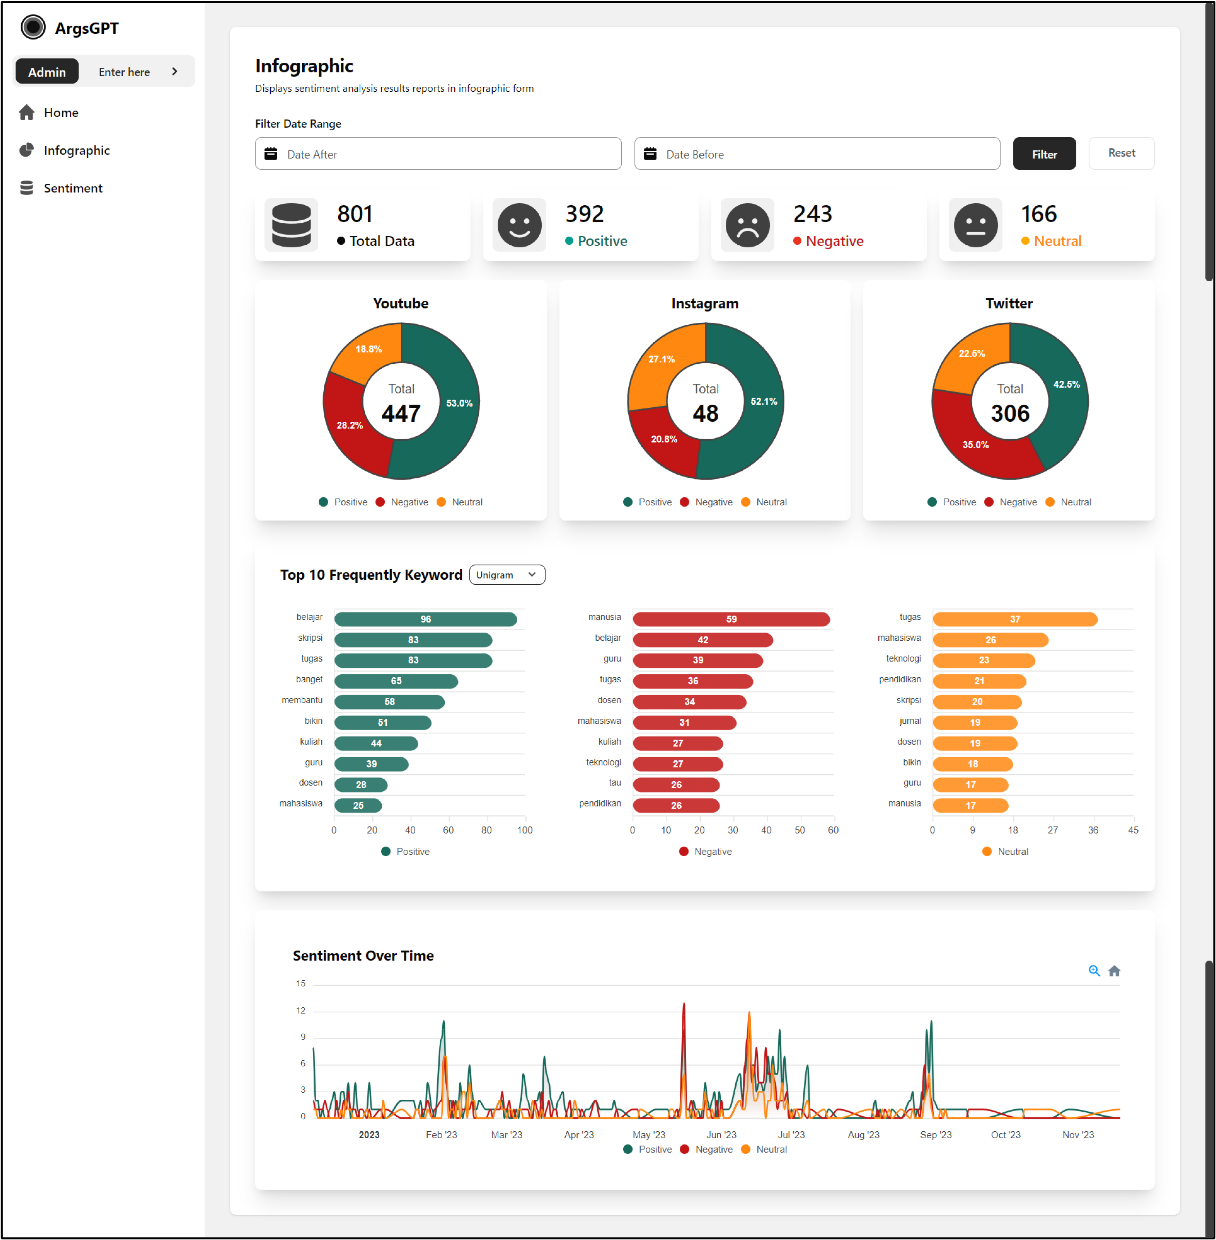 ArgsGPT
Admin
Enter here
Home
Infographic
Sentiment
Infographic
Displays sentiment analysis results reports in infographic form
Filter Date Range
Date After
Date Before
Filter
Reset
801
Total Data
392
Positive
243
Negative
166
Neutral
Youtube
18.8%
53.0%
28.2%
Total
447
Positive Negative Neutral
Instagram
27.1%
52.1%
20.8%
Total
48
Positive Negative Neutral
Twitter
22.5%
42.5%
35.0%
Total
306
Positive Negative Neutral
Top 10 Frequently Keyword
Unigram
belajar 96
skripsi 83
tugas 83
banget 65
membantu 58
bikin 51
kuliah 44
guru 39
dosen 28
mahasiswa 25
0 20 40 60 80 100
Positive
manusia 59
belajar 42
guru 39
tugas 36
dosen 34
mahasiswa 31
kuliah 27
teknologi 27
tau 26
pendidikan 26
0 10 20 30 40 50 60
Negative
tugas 37
mahasiswa 26
teknologi 23
pendidikan 21
skripsi 20
jurnal 19
dosen 19
bikin 18
guru 17
manusia 17
0 9 18 27 36 45
Neutral
Sentiment Over Time
15
12
9
6
3
0
2023 Feb '23 Mar '23 Apr '23 May '23 Jun '23 Jul '23 Aug '23 Sep '23 Oct '23 Nov '23
Positive Negative Neutral